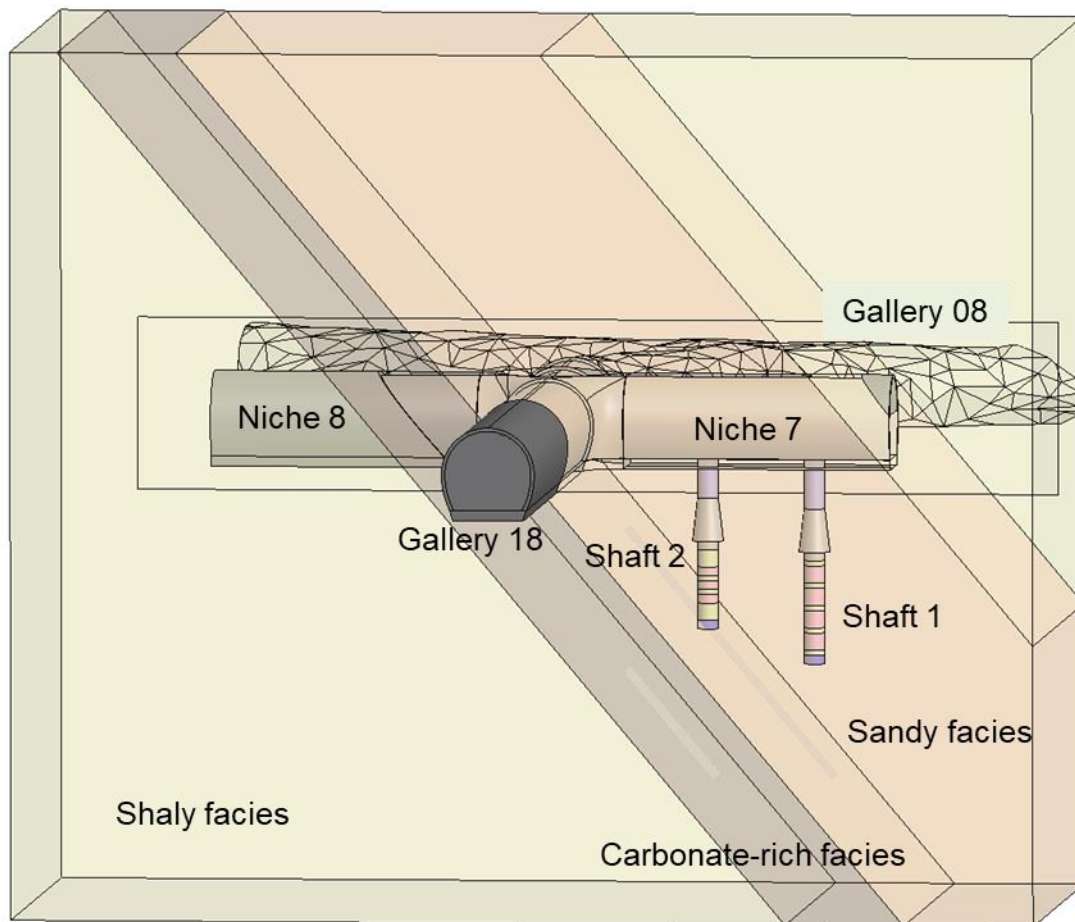 Gallery 08
Niche 8
Niche 7
Gallery 18
Shaft 2
Shaft 1
Sandy facies
Shaly facies
Carbonate-rich facies